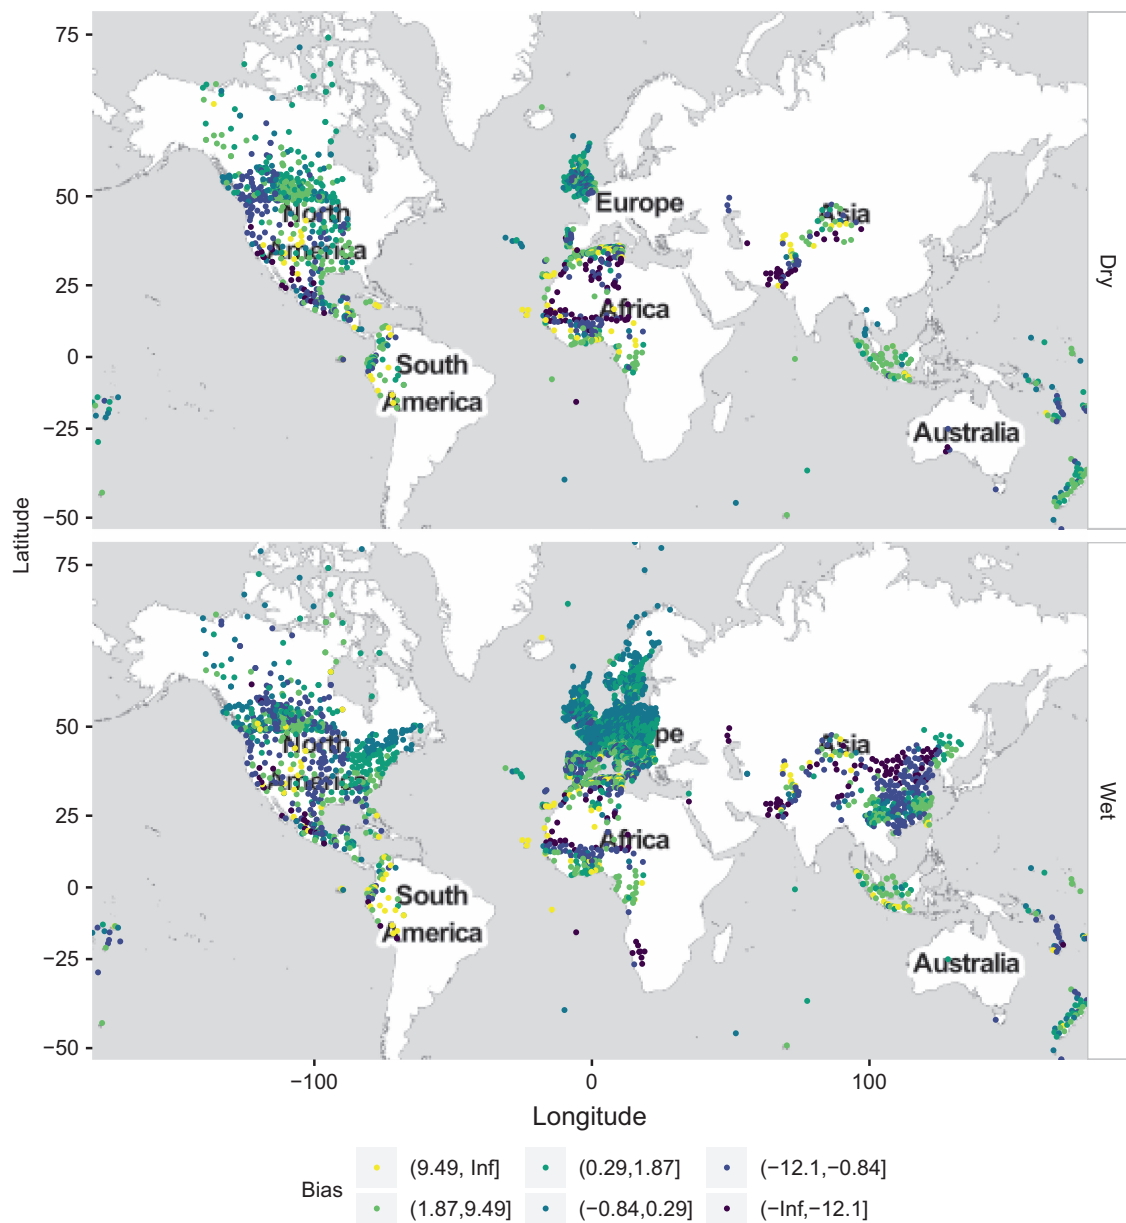 75
50
25
0
−25
−50
North
America
Europe
Asia
Africa
South
America
Australia
Dry
Latitude
75
50
25
0
−25
−50
North
America
pe
Asia
Africa
South
America
Australia
Wet
−100 0 100
Longitude
Bias
(9.49, Inf] (0.29,1.87] (−12.1,−0.84]
(1.87,9.49] (−0.84,0.29] (−Inf,−12.1]